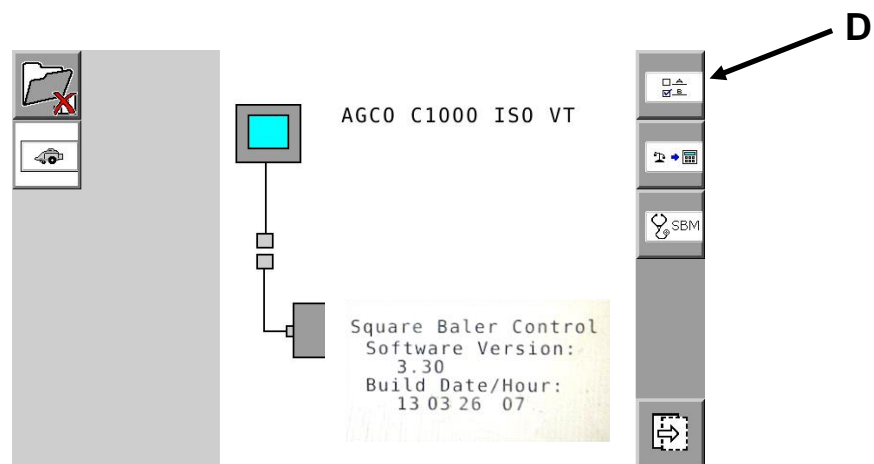 D
A
B
AGCO C1000 ISO VT
SBM
Square Baler Control
Software Version:
3.30
Build Date/Hour:
13 03 26 07